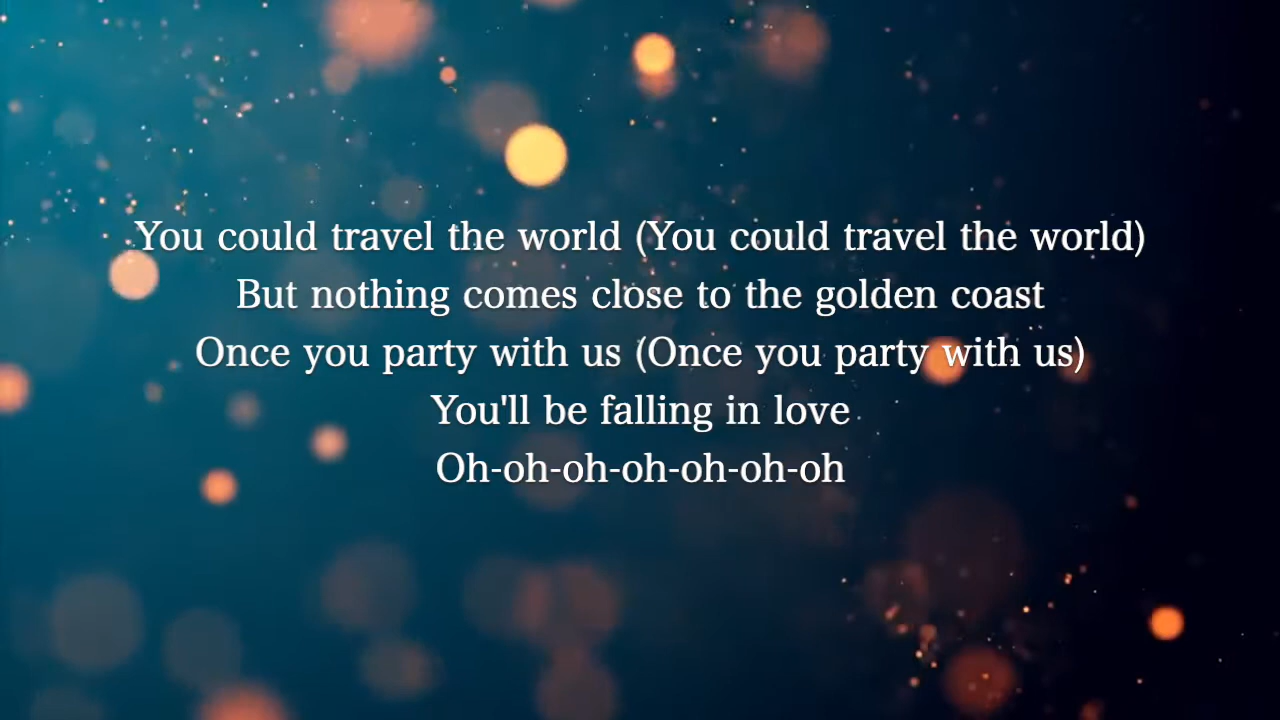 You could travel the world (You could travel the world)
But nothing comes close to the golden coast
Once you party with us (Once you party with us)
You'll be falling in love
Oh-oh-oh-oh-oh-oh-oh